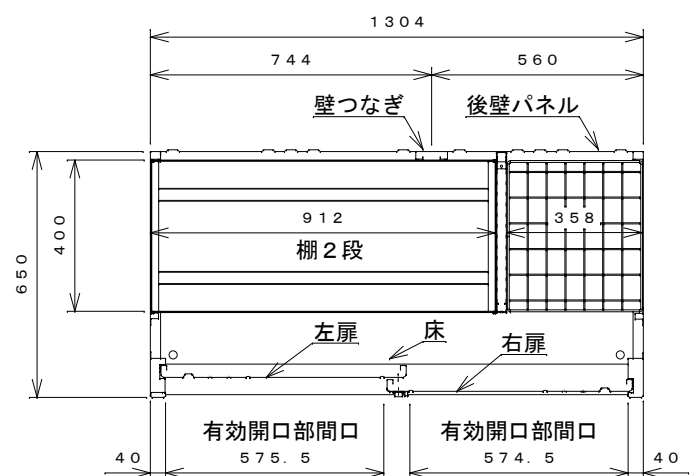 1304
744 560
壁つなぎ 後壁パネル
650
400
912 358
棚2段
左扉 床 右扉
有効開口部間口 有効開口部間口
40 575.5 574.5 40